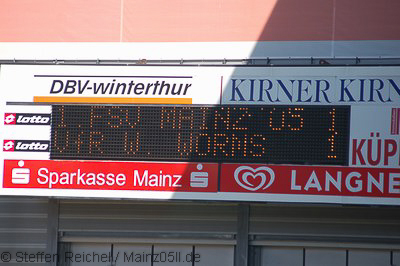 DBV-winterthur
KIRNER KIRN
lotto
1. FSV MAINZ 05 1
lotto
VfR W. WORMS 1
KÜP
Sparkasse Mainz
LANGNE
© Steffen Reichel / Mainz05ll.de